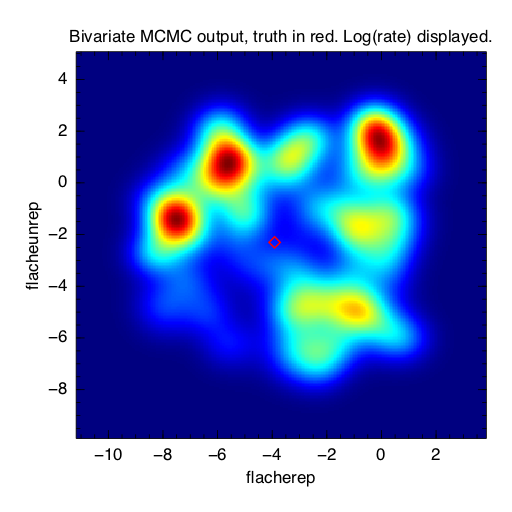 Bivariate MCMC output, truth in red. Log(rate) displayed.
4
2
0
−2
−4
−6
−8
flacheunrep
−10 −8 −6 −4 −2 0 2
flacherep